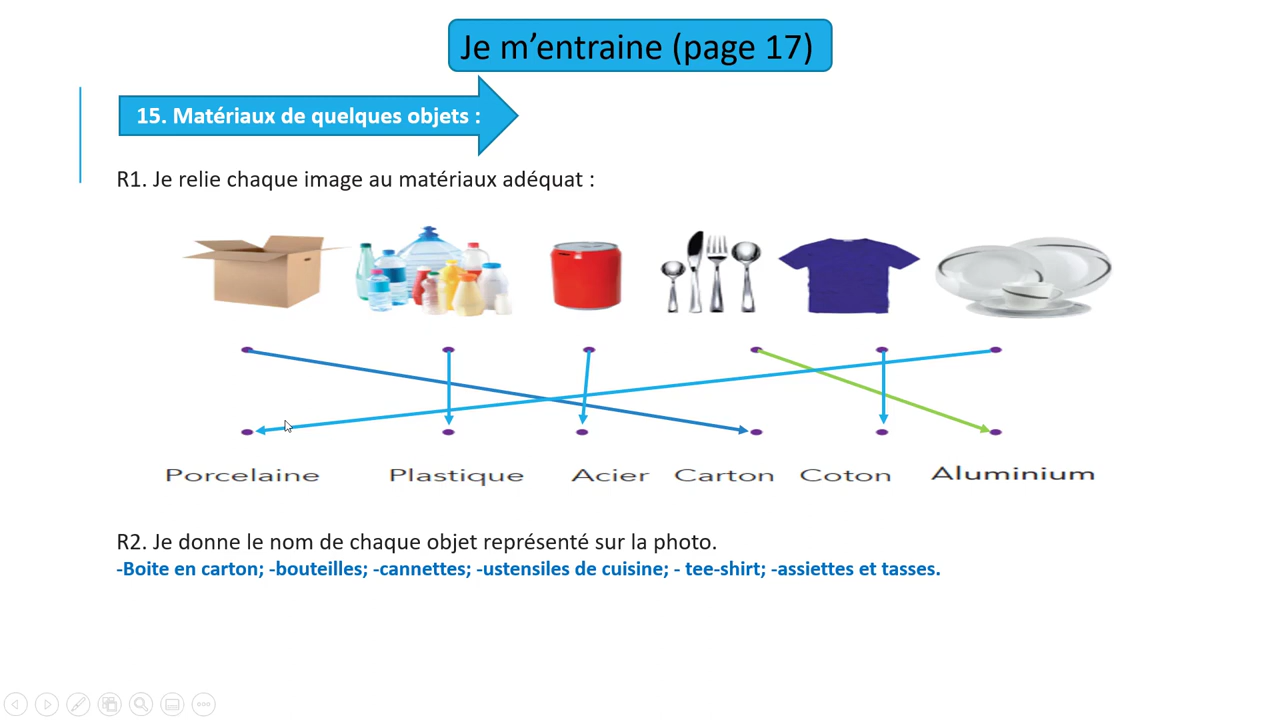 Je m’entraine (page 17)
15. Matériaux de quelques objets :
R1. Je relie chaque image au matériaux adéquat :
Porcelaine Plastique Acier Carton Coton Aluminium
R2. Je donne le nom de chaque objet représenté sur la photo.
-Boite en carton; -bouteilles; -cannettes; -ustensiles de cuisine; - tee-shirt; -assiettes et tasses.